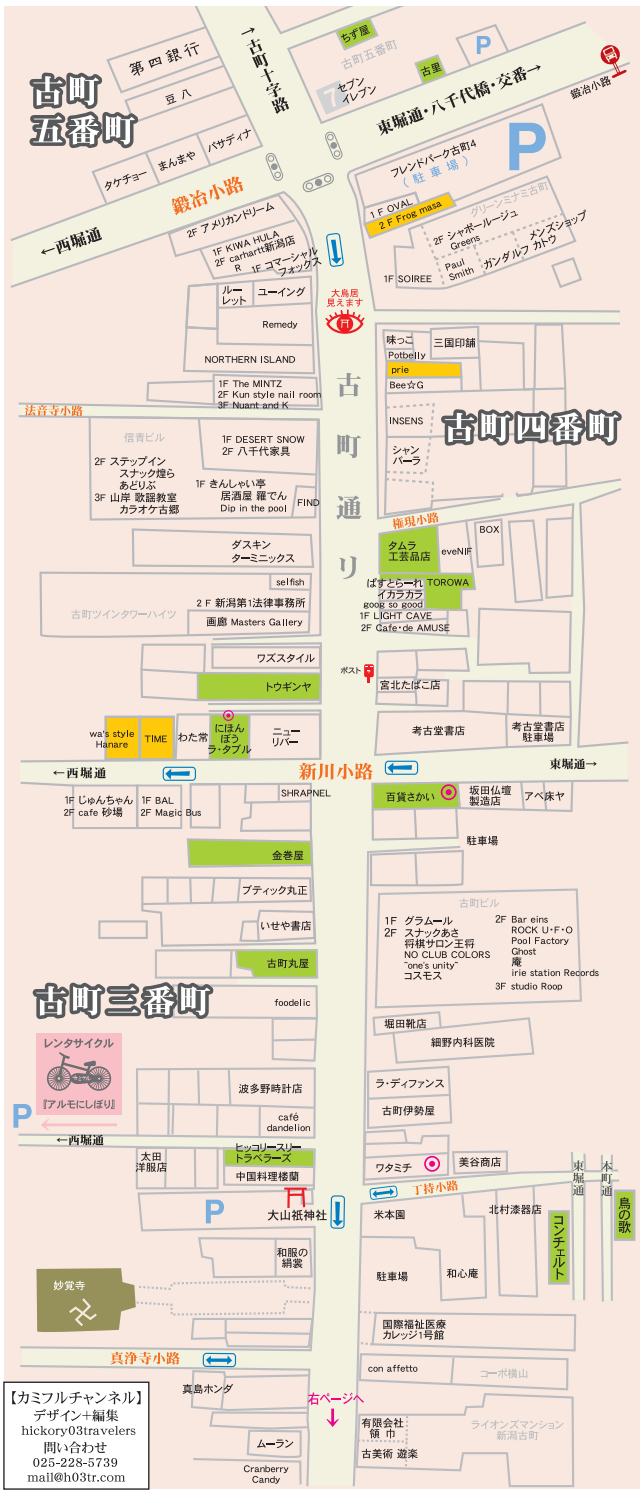 古町
五番町
第四銀行
豆八
タケチョー
まんまや
パサディナ
→古町十字路
ちず屋
古町五番町
P
古里
7
セブン
イレブン
東堀通・八千代橋・交番→
鍛冶小路
鍛冶小路
←西堀通
フレンドパーク古町4
(駐車場)
P
1F OVAL
2F Frog masa
グリーンミナミ古町
2F シャポールージュ
Greens
Paul
Smith
ガンダルフ
メンズショップ
カトウ
1F SOIREE
2F アメリカンドリーム
1F KIWA HULA
2F carhartt新潟店
R
1F コマーシャル
フォックス
大鳥居
見えます
ルー
レット
ユーイング
Remedy
NORTHERN ISLAND
1F The MINTZ
2F Kun style nail room
3F Nuant and K
味っこ
三国印舗
Potbelly
prie
Bee☆G
INSENS
シャン
バーラ
古町四番町
古町通り
法音寺小路
信青ビル
2F ステップイン
スナック煌ら
あどりぶ
3F 山岸 歌謡教室
カラオケ古郷
1F DESERT SNOW
2F 八千代家具
1F きんしゃい亭
居酒屋 羅でん
Dip in the pool
FIND
権現小路
BOX
タムラ
工芸品店
eveNIF
ダスキン
ターミニックス
selfish
2F 新潟第1法律事務所
画廊 Masters Gallery
古町ツインタワーハイツ
ぱすとらーれ
TOROWA
イカラカラ
goog so good
1F LIGHT CAVE
2F Cafe・de AMUSE
ワズスタイル
トウギンヤ
ポスト
宮北たばこ店
wa's style
Hanare
TIME
わた常
にほん
ぼう
ラ・タブル
ニュー
リバー
考古堂書店
考古堂書店
駐車場
←西堀通
新川小路
東堀通→
1F じゅんちゃん
2F cafe 砂場
1F BAL
2F Magic Bus
SHRAPNEL
百貨さかい
坂田仏壇
製造店
アベ床ヤ
駐車場
金巻屋
ブティック丸正
いせや書店
古町丸屋
古町ビル
1F グラムール
2F スナックあさ
将棋サロン王将
NO CLUB COLORS
"one's unity"
コスモス
2F Bar eins
ROCK U・F・O
Pool Factory
Ghost
庵
irie station Records
3F studio Roop
古町三番町
foodelic
堀田靴店
細野内科医院
レンタサイクル
『アルモにしぼり』
P
波多野時計店
café
dandelion
ラ・ディファンス
古町伊勢屋
←西堀通
太田
洋服店
ヒッコリースリー
トラベラーズ
中国料理楼蘭
ワタミチ
美谷商店
東堀通
本町通
P
大山祇神社
丁持小路
米本園
北村漆器店
コンチェルト
鳥の歌
妙覚寺
和服の
絹裳
駐車場
和心庵
国際福祉医療
カレッジ1号館
真浄寺小路
con affetto
コーポ横山
真島ホンダ
右ページへ
↓
有限会社
領 巾
古美術 遊楽
ライオンズマンション
新潟古町
ムーラン
Cranberry
Candy
【カミフルチャンネル】
デザイン+編集
hickory03travelers
問い合わせ
025-228-5739
mail@h03tr.com